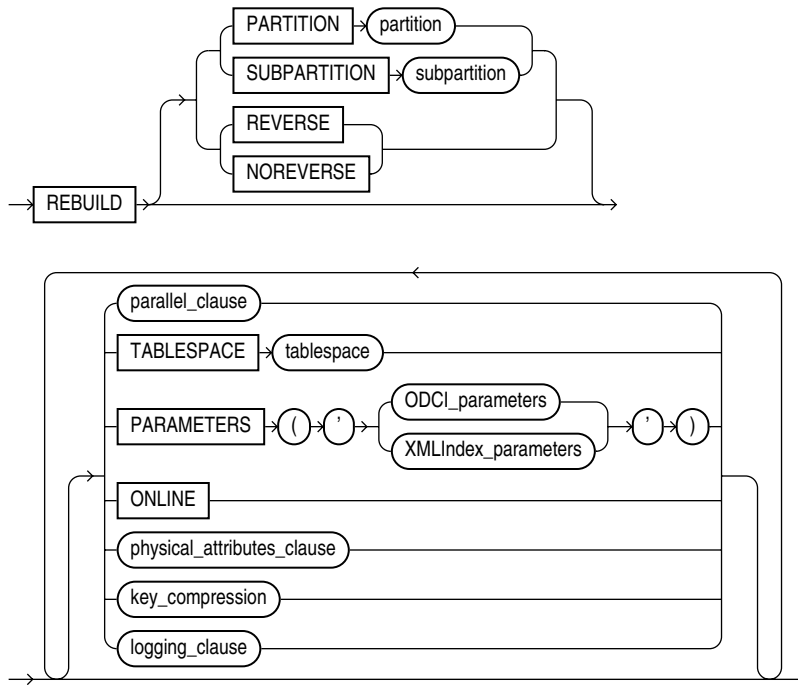 PARTITION partition
SUBPARTITION subpartition
REVERSE
NOREVERSE
REBUILD
parallel_clause
TABLESPACE tablespace
ODCI_parameters
PARAMETERS ( ' ' )
XMLIndex_parameters
ONLINE
physical_attributes_clause
key_compression
logging_clause